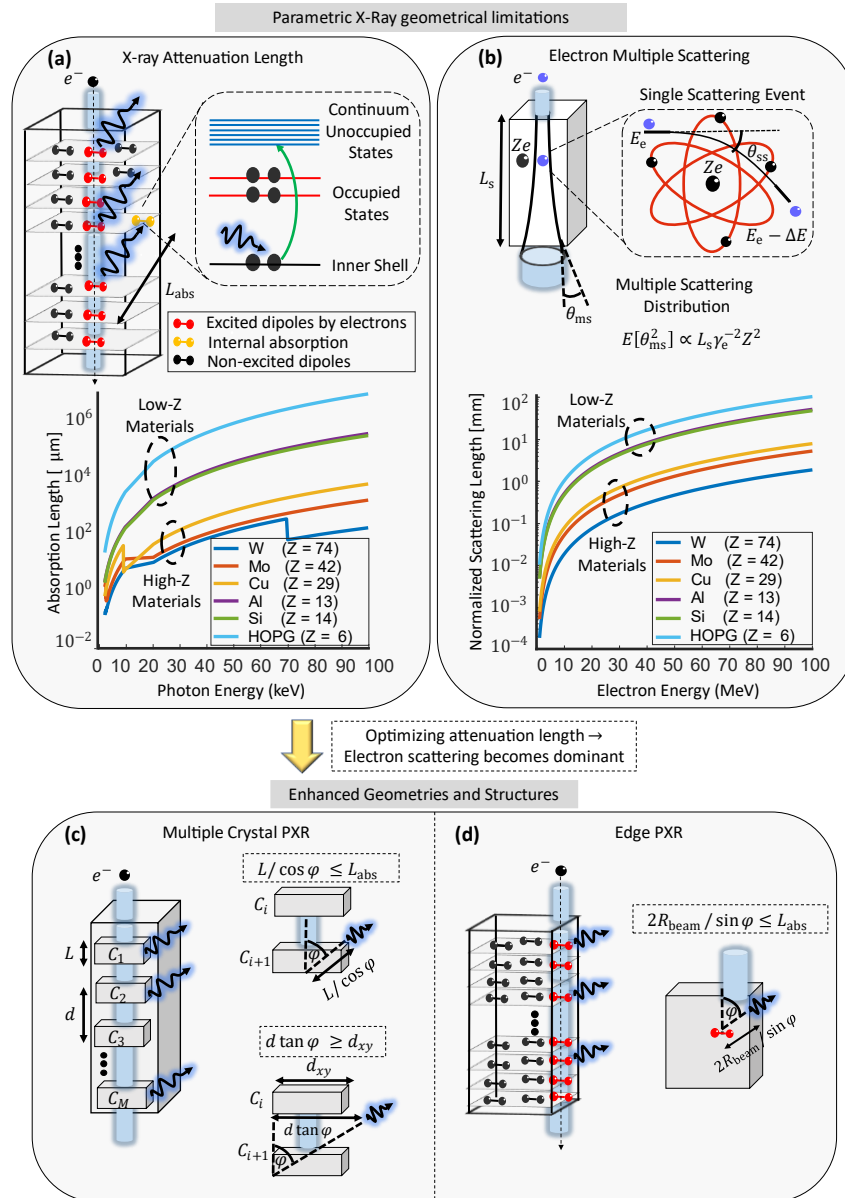 Parametric X-Ray geometrical limitations
(a)
X-ray Attenuation Length
e⁻
Continuum
Unoccupied
States
Occupied
States
Inner Shell
L_abs
Excited dipoles by electrons
Internal absorption
Non-excited dipoles
Absorption Length [ μm]
10⁶
10⁴
10²
10⁰
10⁻²
Low-Z
Materials
High-Z
Materials
W (Z = 74)
Mo (Z = 42)
Cu (Z = 29)
Al (Z = 13)
Si (Z = 14)
HOPG (Z = 6)
0 10 20 30 40 50 60 70 80 90 100
Photon Energy (keV)
(b)
Electron Multiple Scattering
e⁻
Single Scattering Event
Ze
L_s
E_e
θ_ss
Ze
E_e − ΔE
θ_ms
Multiple Scattering
Distribution
E[θ_ms²] ∝ L_s γ_e⁻² Z²
Normalized Scattering Length [mm]
10²
10¹
10⁰
10⁻¹
10⁻²
10⁻³
10⁻⁴
Low-Z
Materials
High-Z
Materials
W (Z = 74)
Mo (Z = 42)
Cu (Z = 29)
Al (Z = 13)
Si (Z = 14)
HOPG (Z = 6)
0 10 20 30 40 50 60 70 80 90 100
Electron Energy (MeV)
Optimizing attenuation length →
Electron scattering becomes dominant
Enhanced Geometries and Structures
(c)
Multiple Crystal PXR
e⁻
L
d
C₁
C₂
C₃
C_M
L/ cos φ ≤ L_abs
C_i
C_{i+1}
φ
L/ cos φ
d tan φ ≥ d_xy
d_xy
C_i
d tan φ
C_{i+1}
φ
(d)
Edge PXR
e⁻
2R_beam / sin φ ≤ L_abs
φ
2R_beam / sin φ